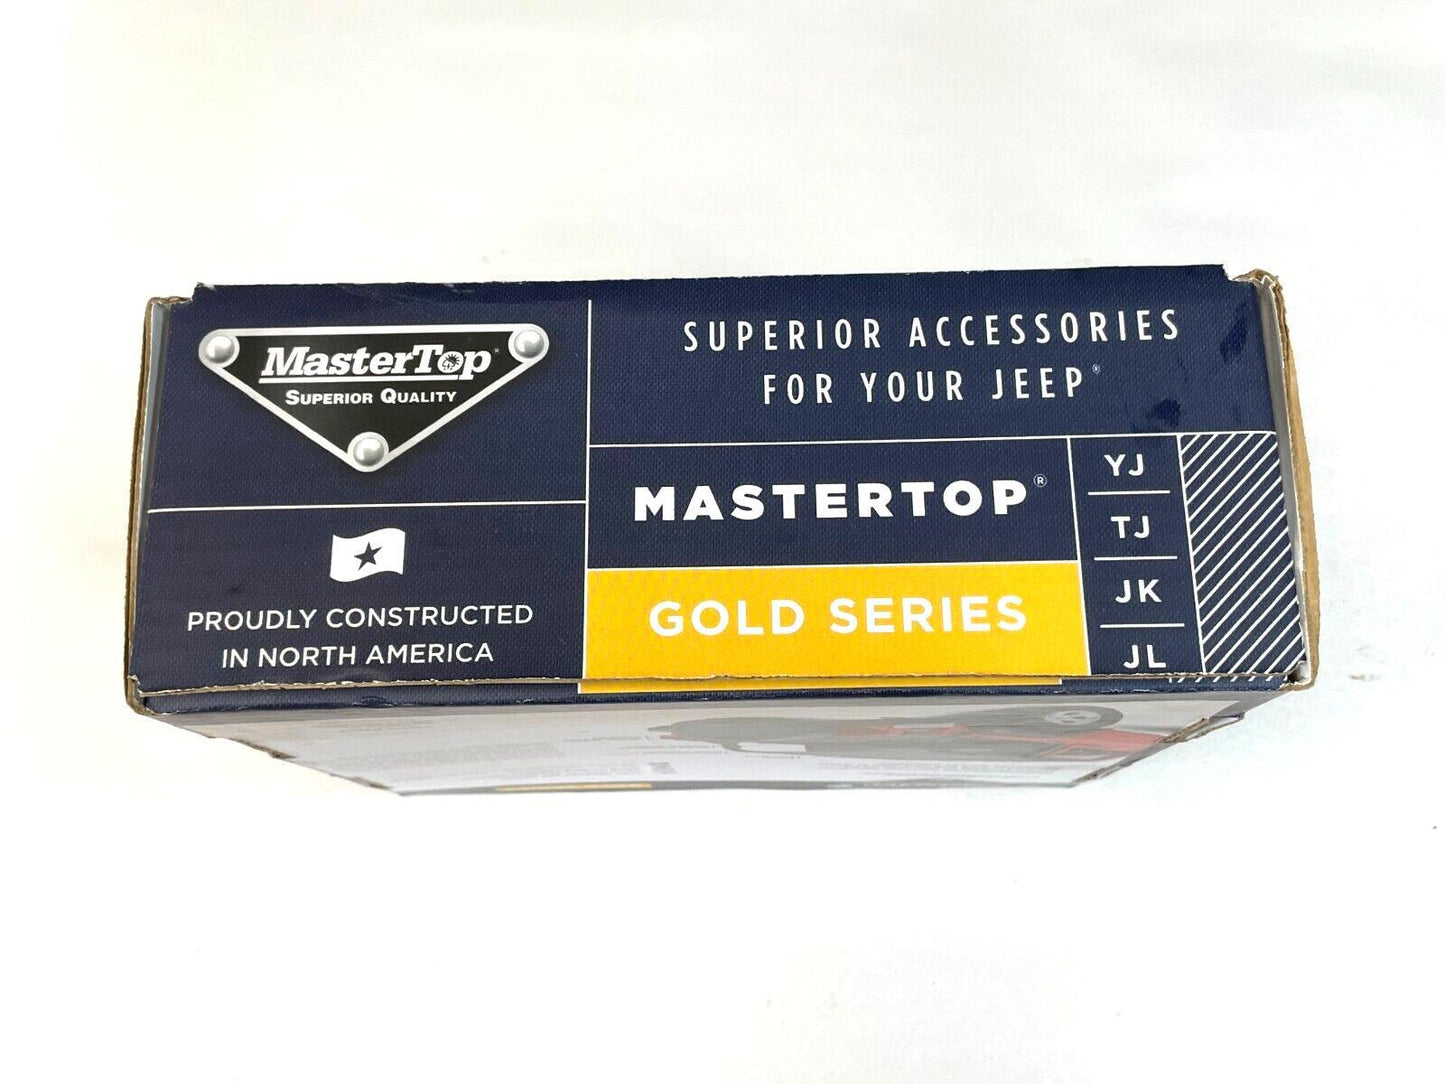 MasterTop
SUPERIOR QUALITY
PROUDLY CONSTRUCTED
IN NORTH AMERICA
SUPERIOR ACCESSORIES
FOR YOUR JEEP®
MASTERTOP®
GOLD SERIES
YJ
TJ
JK
JL